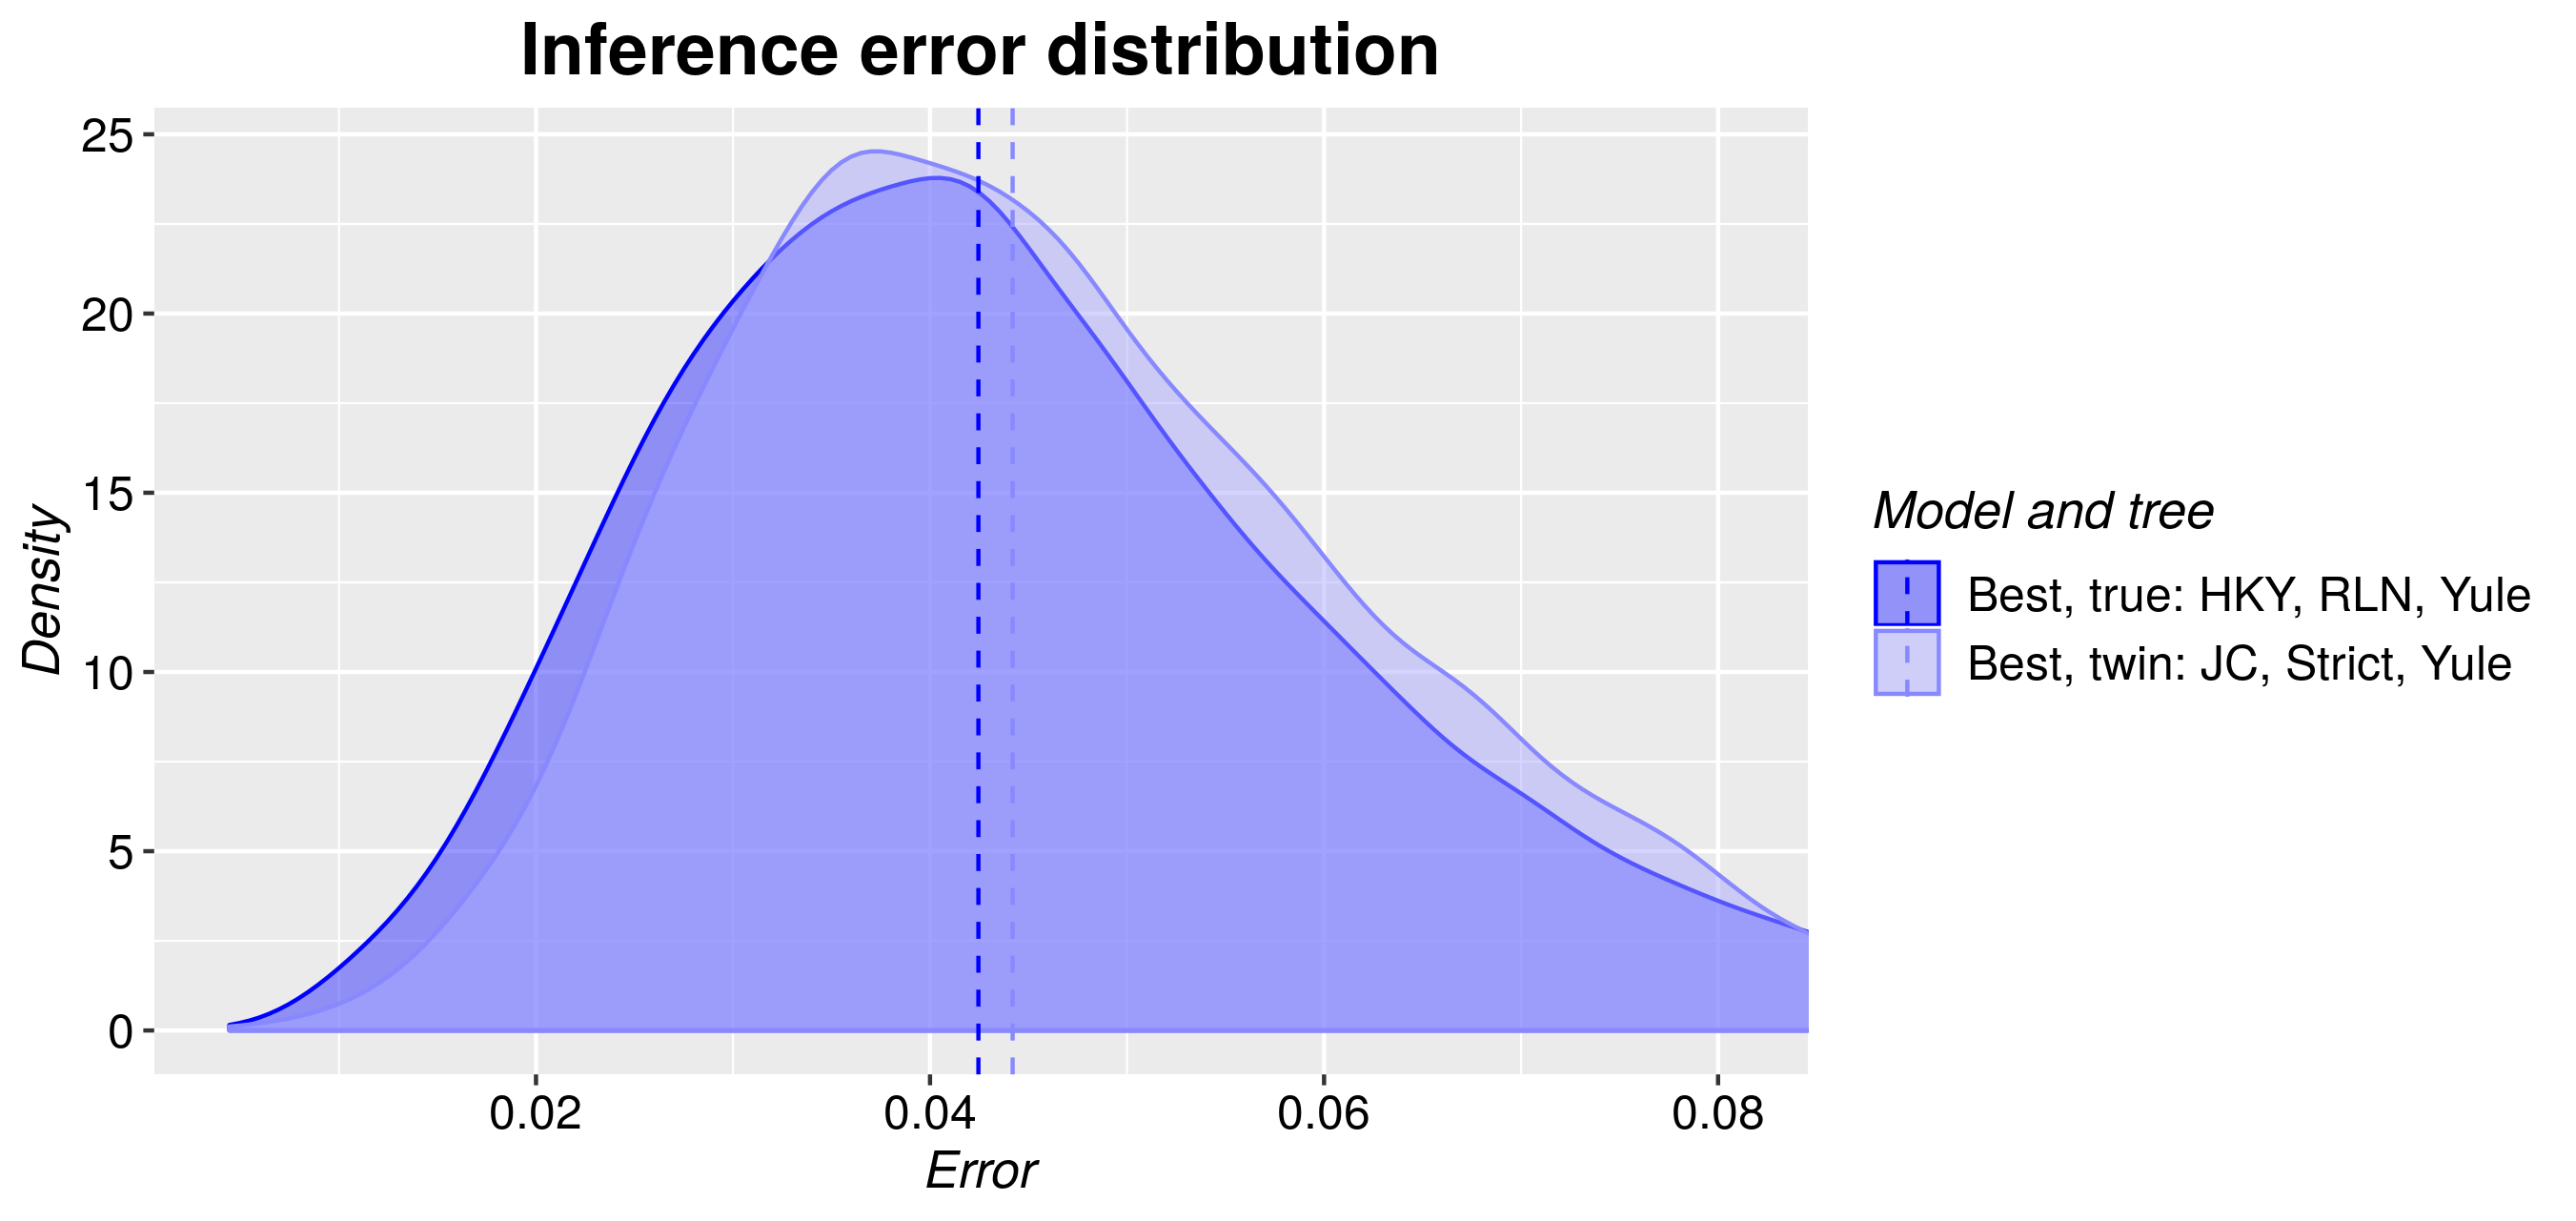 Inference error distribution
25
20
15
10
5
0
Density
0.02
0.04
0.06
0.08
Error
Model and tree
Best, true: HKY, RLN, Yule
Best, twin: JC, Strict, Yule